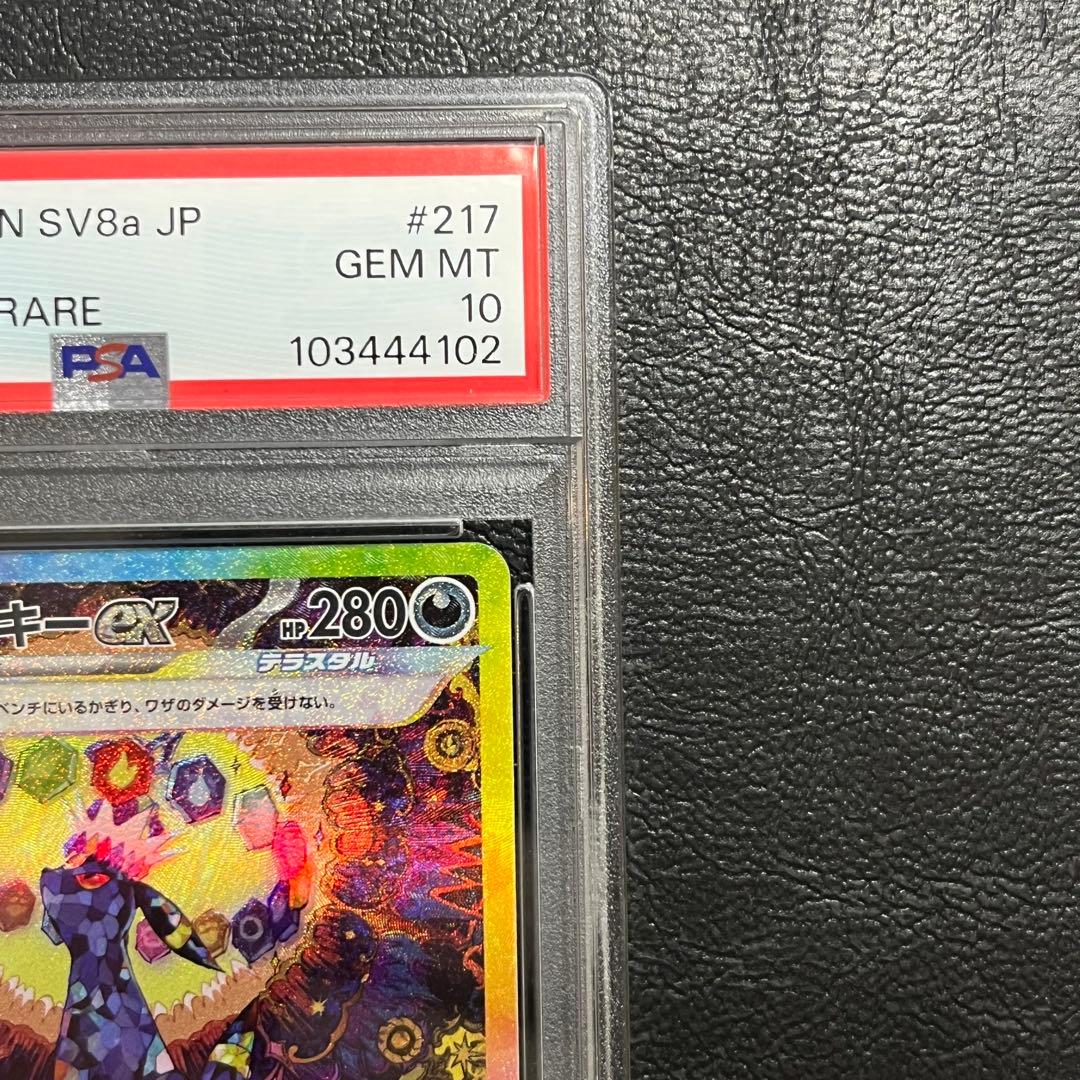 N SV8a JP #217
GEM MT
RARE 10
PSA 103444102
キーex HP280
テラスタル
ベンチにいるかぎり、ワザのダメージを受けない。